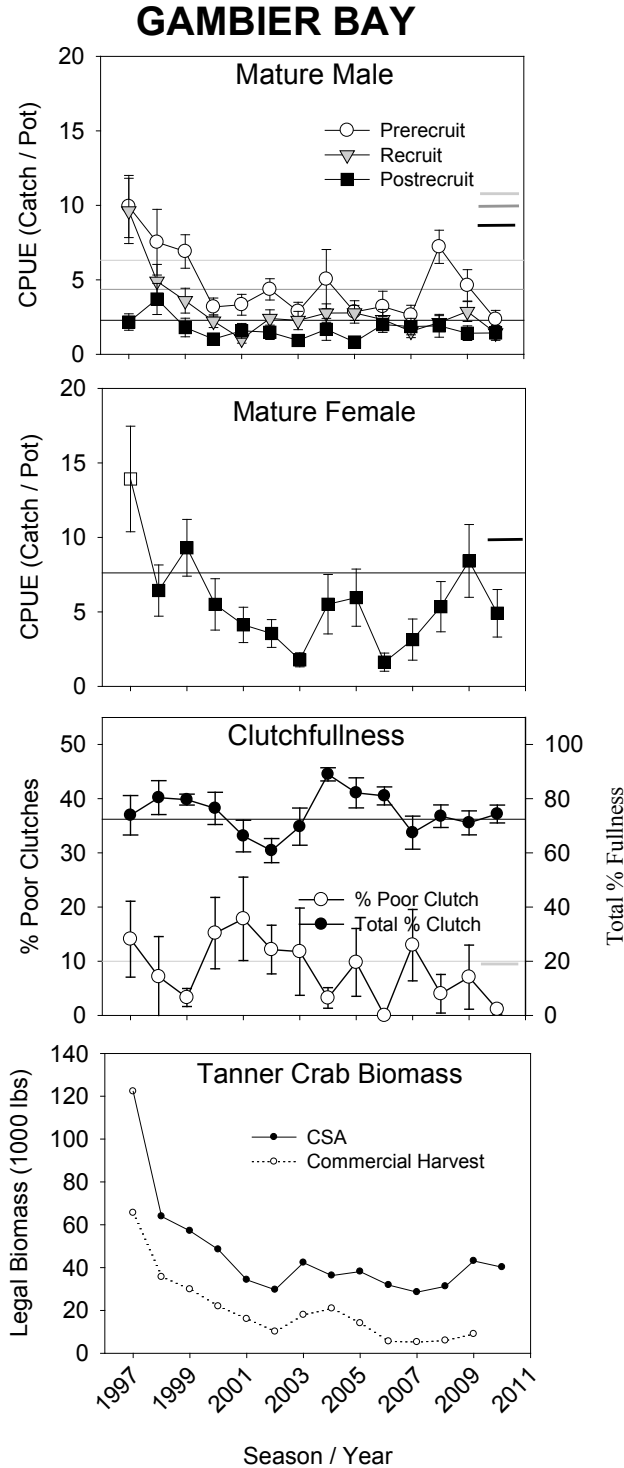 GAMBIER BAY
Mature Male
20
15
10
5
0
CPUE (Catch / Pot)
Prerecruit
Recruit
Postrecruit
Mature Female
20
15
10
5
0
CPUE (Catch / Pot)
Clutchfullness
50
40
30
20
10
0
% Poor Clutches
100
80
60
40
20
0
Total % Fullness
% Poor Clutch
Total % Clutch
Tanner Crab Biomass
140
120
100
80
60
40
20
0
Legal Biomass (1000 lbs)
CSA
Commercial Harvest
1997
1999
2001
2003
2005
2007
2009
2011
Season / Year